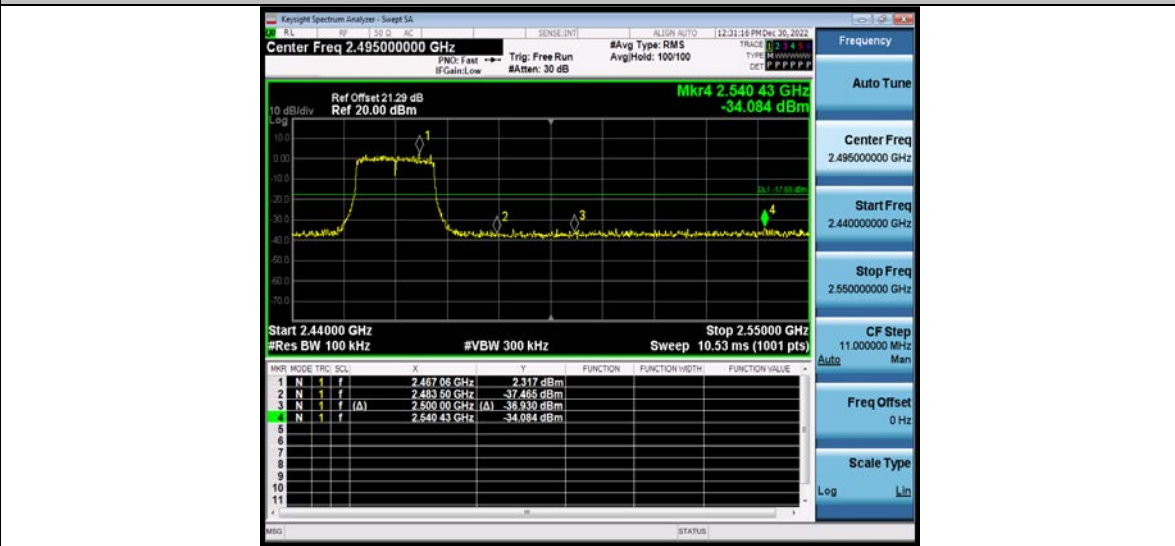 Keysight Spectrum Analyzer - Swept SA
RL RF 50 Ω AC SENSE:INT ALIGN AUTO 12:31:16 PM Dec 30, 2022
Center Freq 2.495000000 GHz
PNO: Fast
IFGain:Low
Trig: Free Run
#Atten: 30 dB
#Avg Type: RMS
Avg|Hold: 100/100
TRACE 1 2 3 4 5 6
TYPE M WWWWW
DET P P P P P P
Mkr4 2.540 43 GHz
-34.084 dBm
Ref Offset 21.29 dB
10 dB/div Ref 20.00 dBm
Log
10.0
0.00
-10.0
-20.0
-30.0
-40.0
-50.0
-60.0
-70.0
1
2
3
4
DL1 -17.68 dBm
Start 2.44000 GHz Stop 2.55000 GHz
#Res BW 100 kHz #VBW 300 kHz Sweep 10.53 ms (1001 pts)
MKR MODE TRC SCL X Y FUNCTION FUNCTION WIDTH FUNCTION VALUE
1 N 1 f 2.467 06 GHz 2.317 dBm
2 N 1 f 2.483 50 GHz -37.465 dBm
3 N 1 f (Δ) 2.500 00 GHz (Δ) -36.930 dBm
4 N 1 f 2.540 43 GHz -34.084 dBm
5
6
7
8
9
10
11
MSG STATUS
Frequency
Auto Tune
Center Freq
2.495000000 GHz
Start Freq
2.440000000 GHz
Stop Freq
2.550000000 GHz
CF Step
11.000000 MHz
Auto Man
Freq Offset
0 Hz
Scale Type
Log Lin